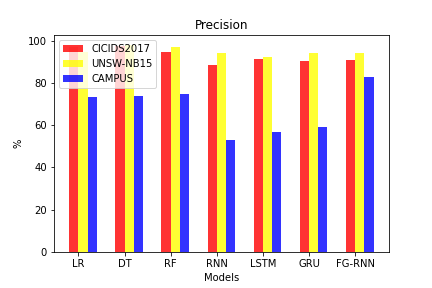 Precision
CICIDS2017
UNSW-NB15
CAMPUS
100
80
60
40
20
0
%
LR DT RF RNN LSTM GRU FG-RNN
Models